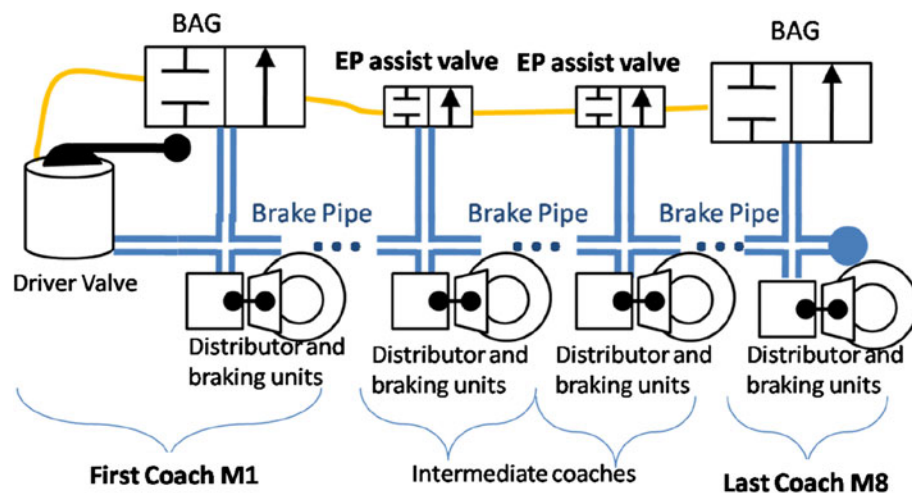 BAG
EP assist valve
EP assist valve
BAG
Brake Pipe
Brake Pipe
Brake Pipe
Driver Valve
Distributor and
braking units
Distributor and
braking units
Distributor and
braking units
Distributor and
braking units
First Coach M1
Intermediate coaches
Last Coach M8